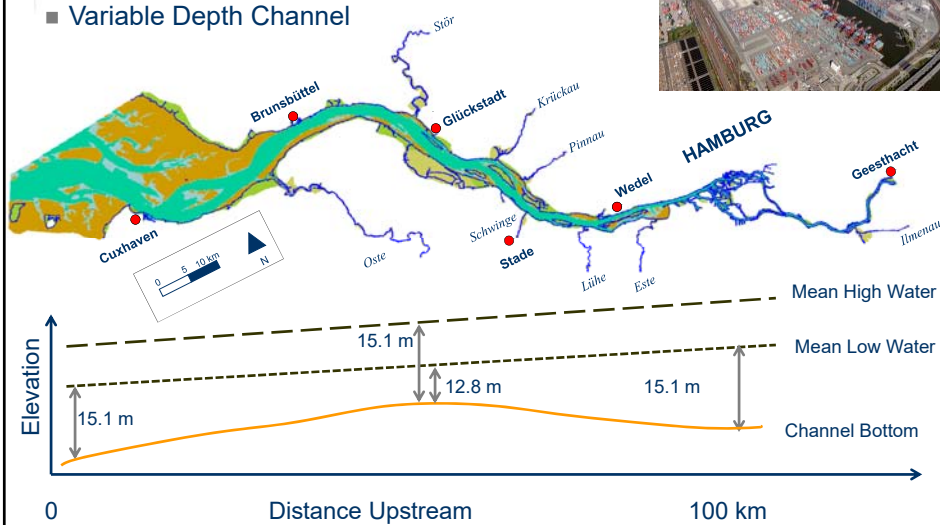 ■ Variable Depth Channel
Stör
Brunsbüttel
Glückstadt
Krückau
Pinnau
HAMBURG
Geesthacht
Wedel
Cuxhaven
Schwinge
Stade
Oste
Lühe
Este
Ilmenau
0 5 10 km
N
Mean High Water
15.1 m
Mean Low Water
12.8 m
15.1 m
15.1 m
Channel Bottom
Elevation
0 Distance Upstream 100 km